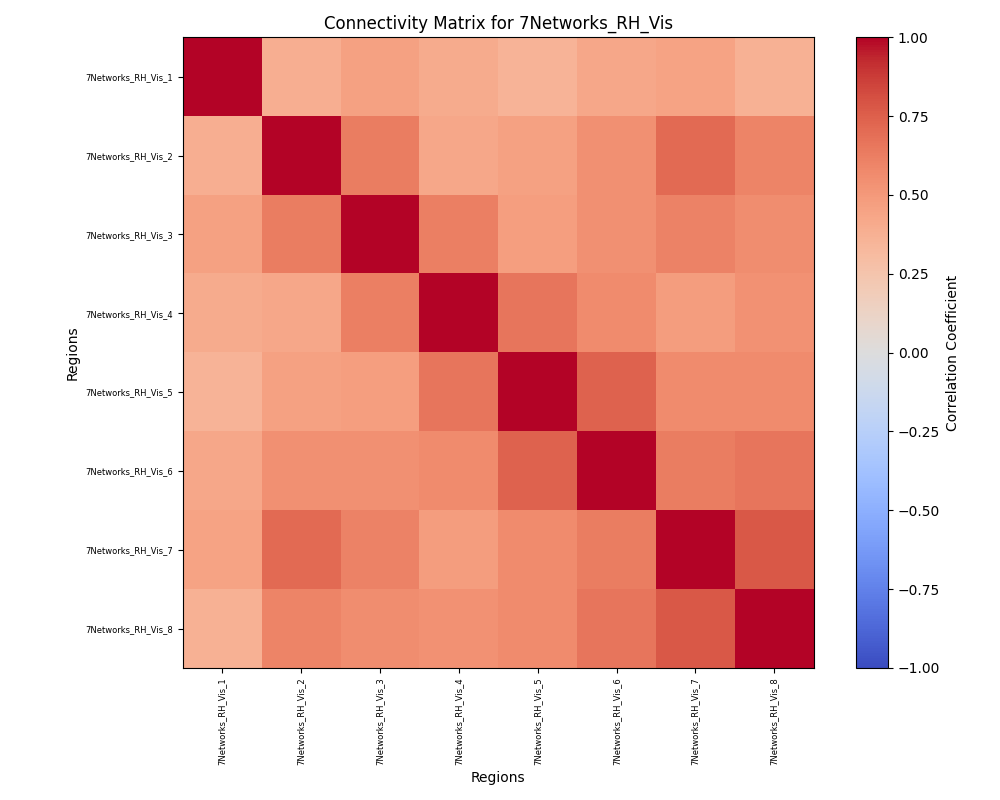 Connectivity Matrix for 7Networks_RH_Vis
7Networks_RH_Vis_1
7Networks_RH_Vis_2
7Networks_RH_Vis_3
7Networks_RH_Vis_4
7Networks_RH_Vis_5
7Networks_RH_Vis_6
7Networks_RH_Vis_7
7Networks_RH_Vis_8
Regions
7Networks_RH_Vis_1
7Networks_RH_Vis_2
7Networks_RH_Vis_3
7Networks_RH_Vis_4
7Networks_RH_Vis_5
7Networks_RH_Vis_6
7Networks_RH_Vis_7
7Networks_RH_Vis_8
Regions
1.00
0.75
0.50
0.25
0.00
−0.25
−0.50
−0.75
−1.00
Correlation Coefficient